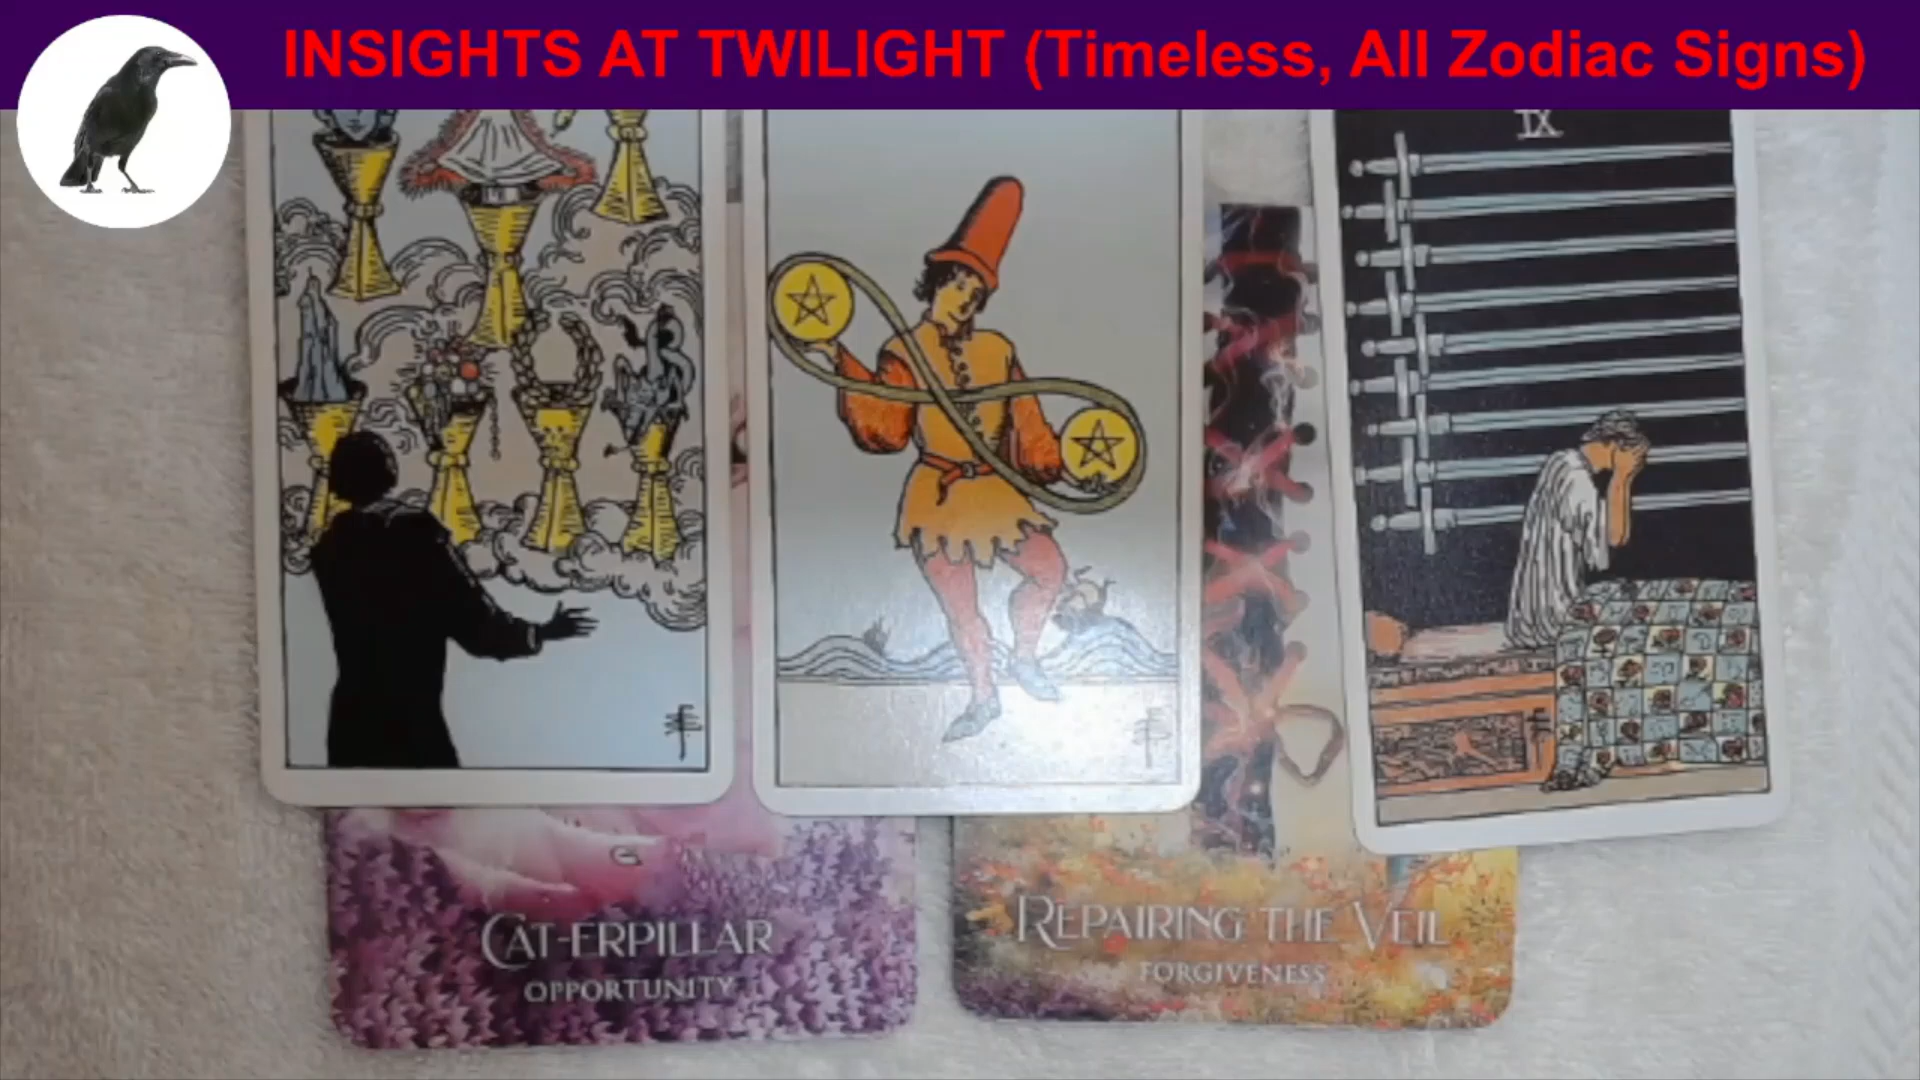 INSIGHTS AT TWILIGHT (Timeless, All Zodiac Signs)
IX
CAT-ERPILLAR
OPPORTUNITY
REPAIRING THE VEIL
FORGIVENESS